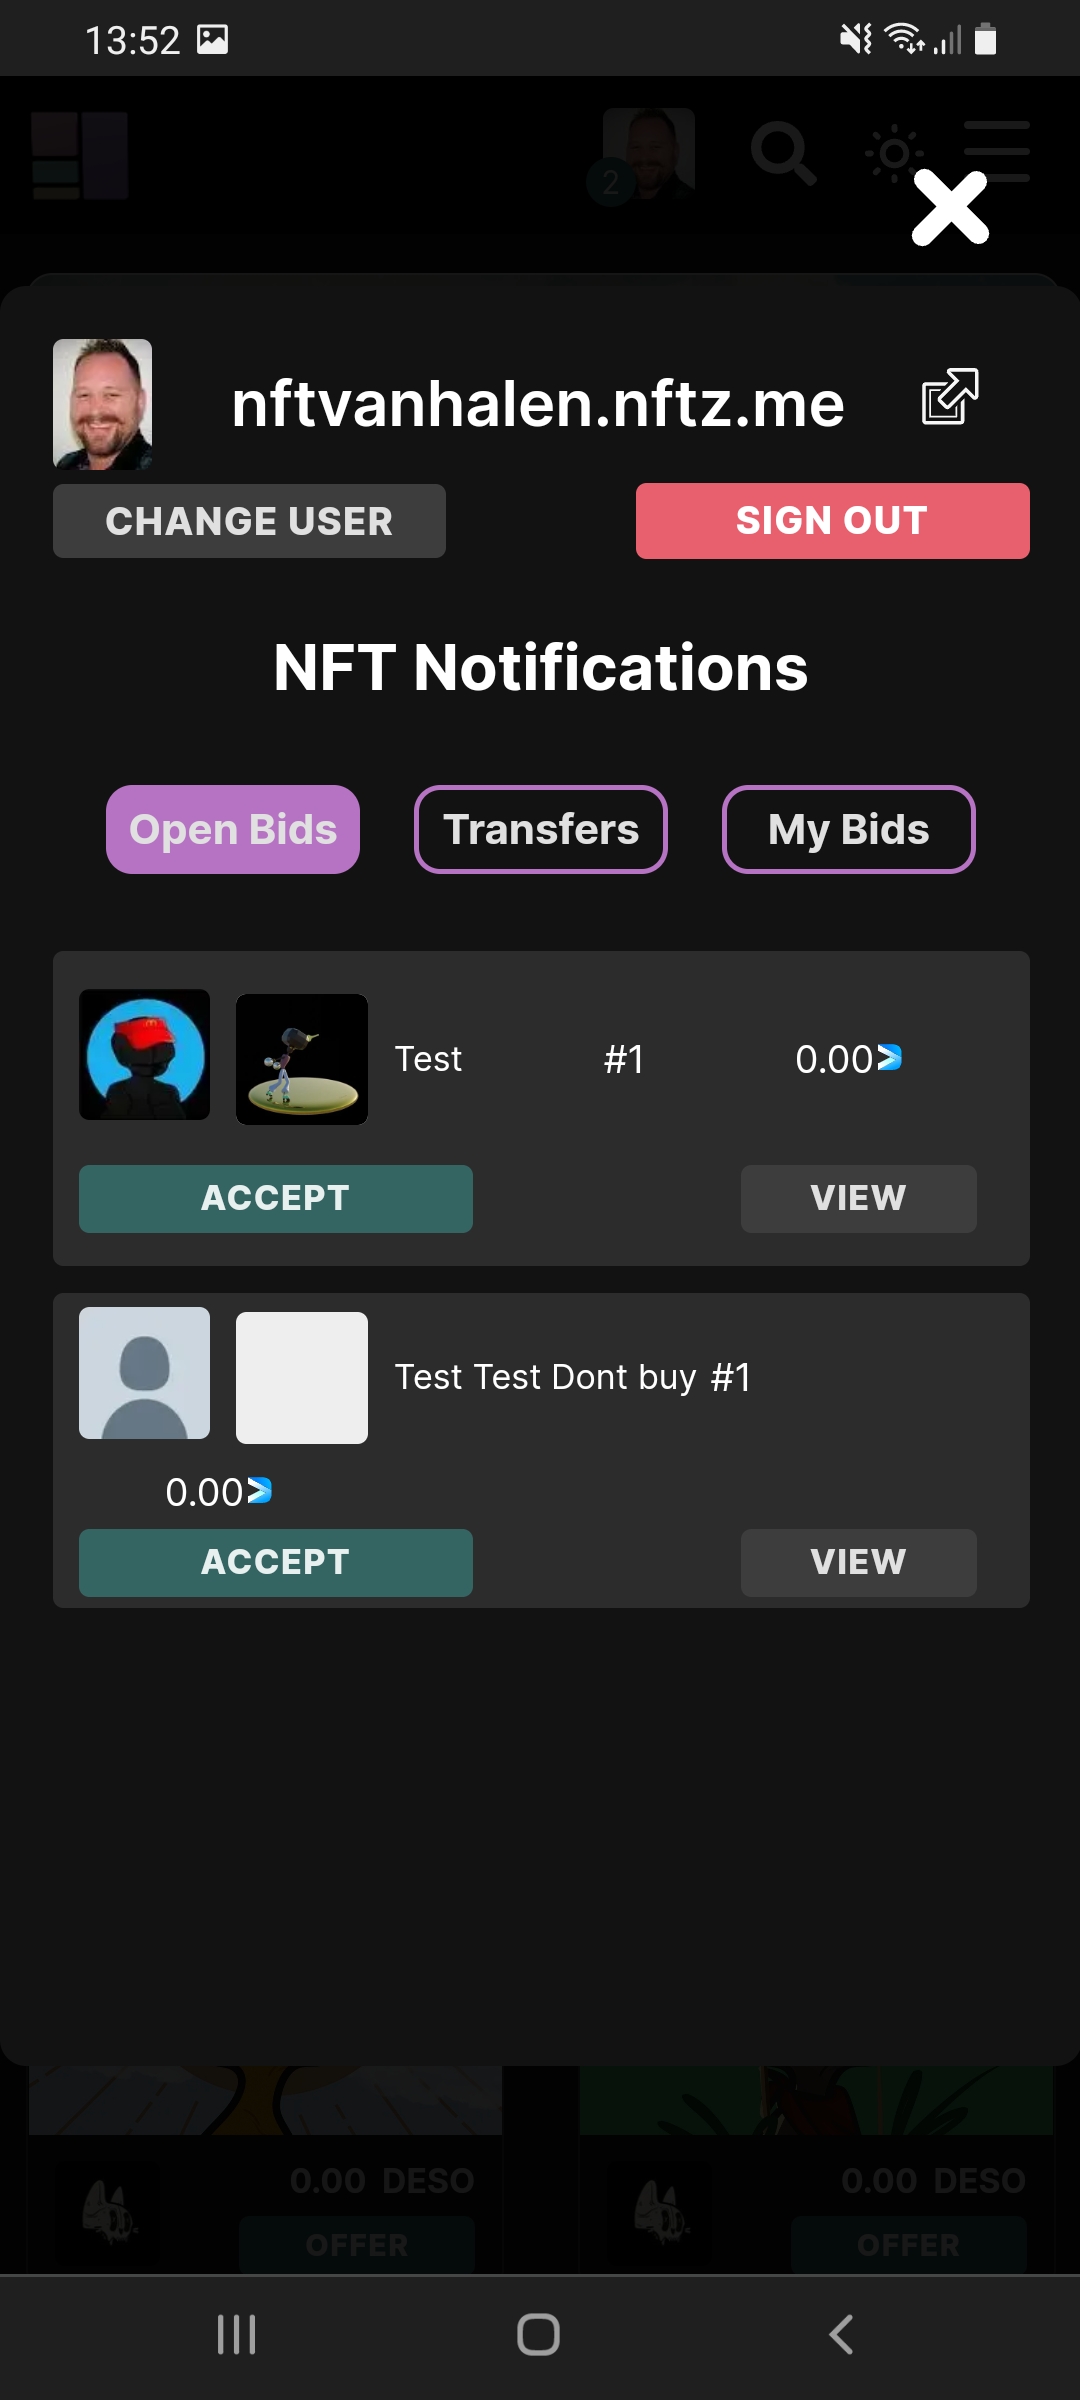 13:52
2
nftvanhalen.nftz.me
CHANGE USER
SIGN OUT
NFT Notifications
Open Bids
Transfers
My Bids
Test #1 0.00
ACCEPT
VIEW
Test Test Dont buy #1
0.00
ACCEPT
VIEW
0.00 DESO
0.00 DESO
OFFER
OFFER